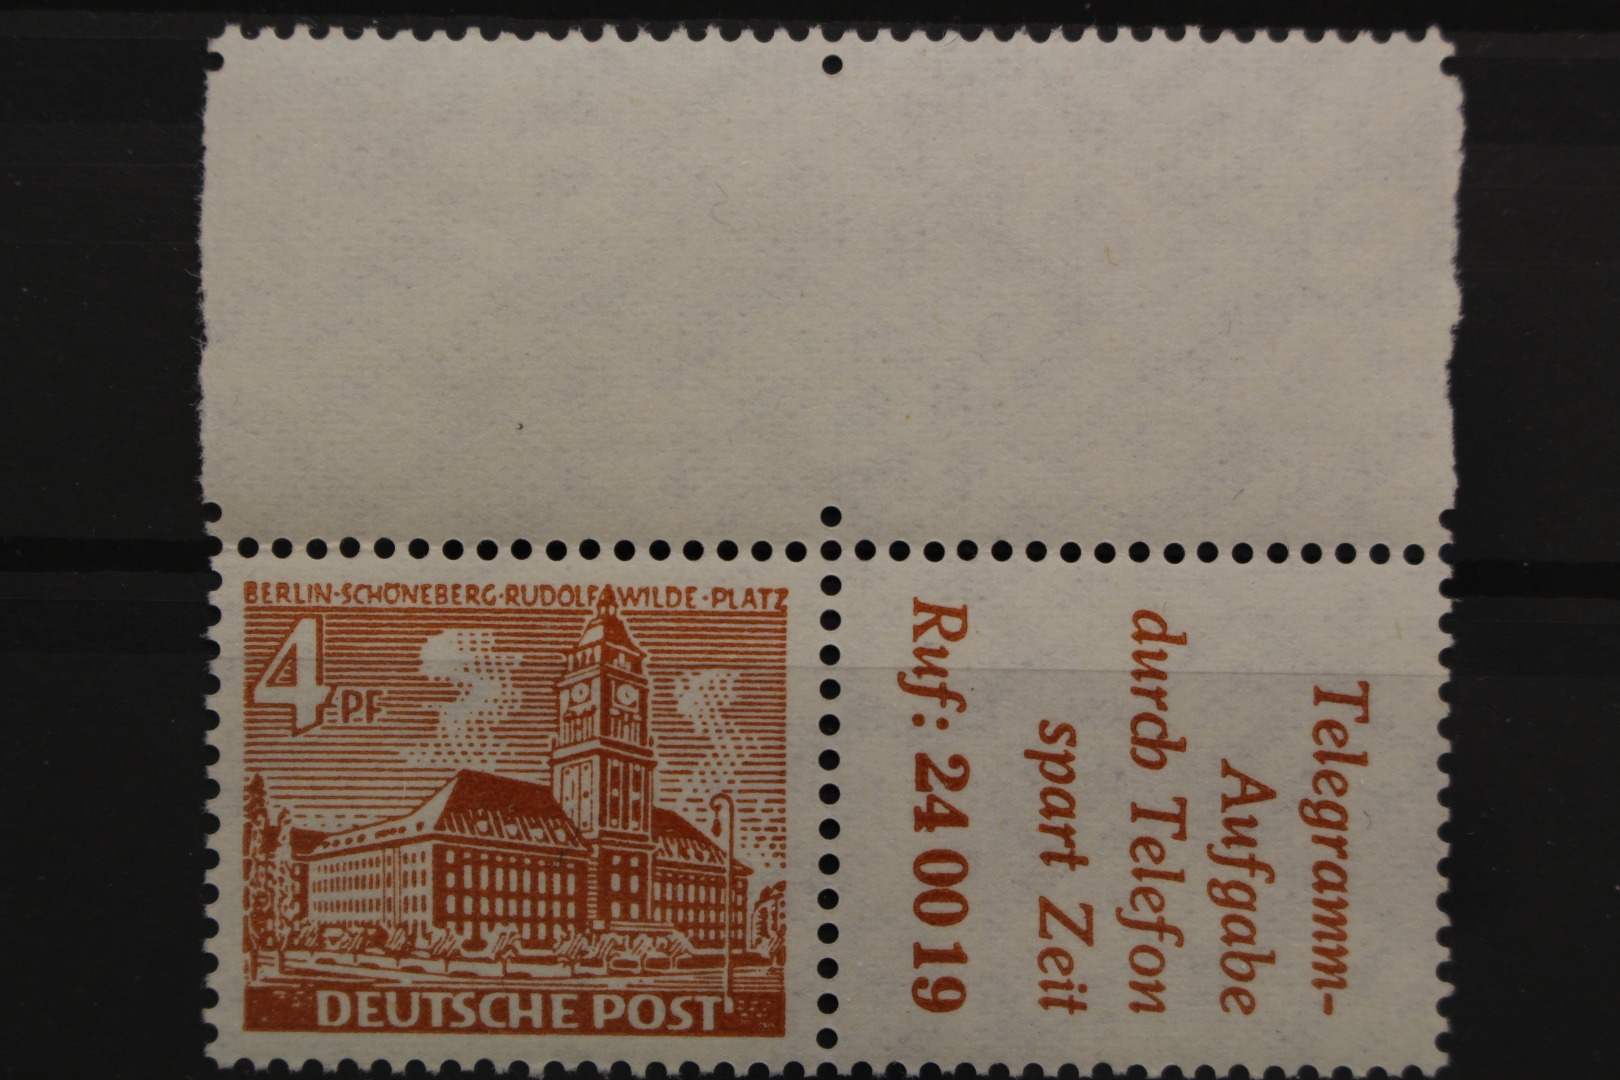 BERLIN-SCHÖNEBERG·RUDOLF WILDE·PLATZ
4 PF
DEUTSCHE POST
Telegramm-
Aufgabe
durch Telefon
spart Zeit
Ruf: 24 00 19